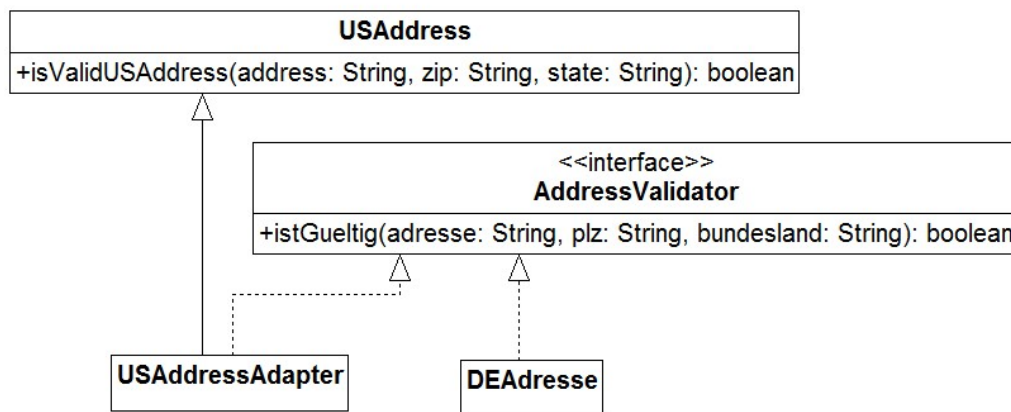 USAddress
+isValidUSAddress(address: String, zip: String, state: String): boolean
<<interface>>
AddressValidator
+istGueltig(adresse: String, plz: String, bundesland: String): boolean
USAddressAdapter
DEAdresse